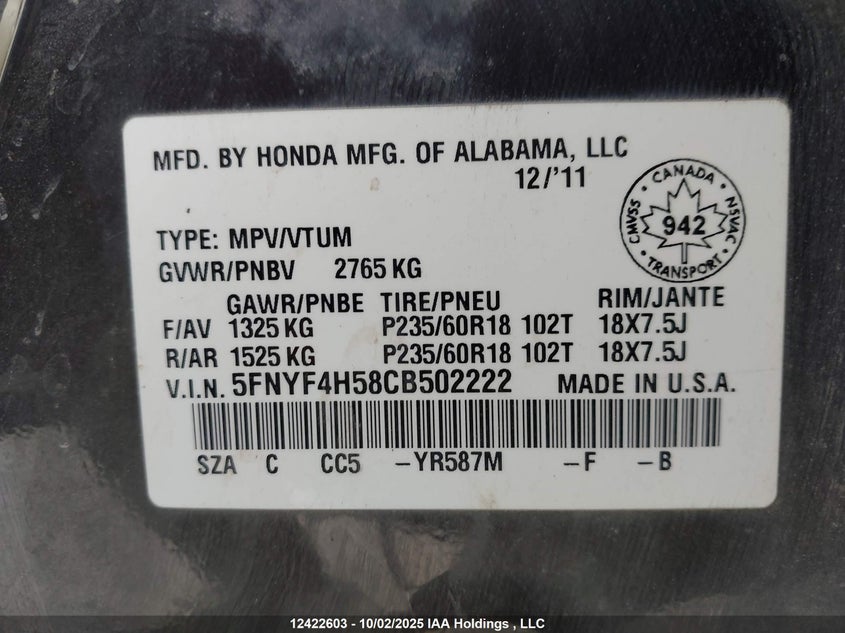 MFD. BY HONDA MFG. OF ALABAMA, LLC
12/'11
CMVSS • CANADA • NSVAC • TRANSPORT •
942
TYPE: MPV/VTUM
GVWR/PNBV 2765 KG
GAWR/PNBE TIRE/PNEU RIM/JANTE
F/AV 1325 KG P235/60R18 102T 18X7.5J
R/AR 1525 KG P235/60R18 102T 18X7.5J
V.I.N. 5FNYF4H58CB502222 MADE IN U.S.A.
SZA C CC5 -YR587M -F -B
12422603 - 10/02/2025 IAA Holdings , LLC